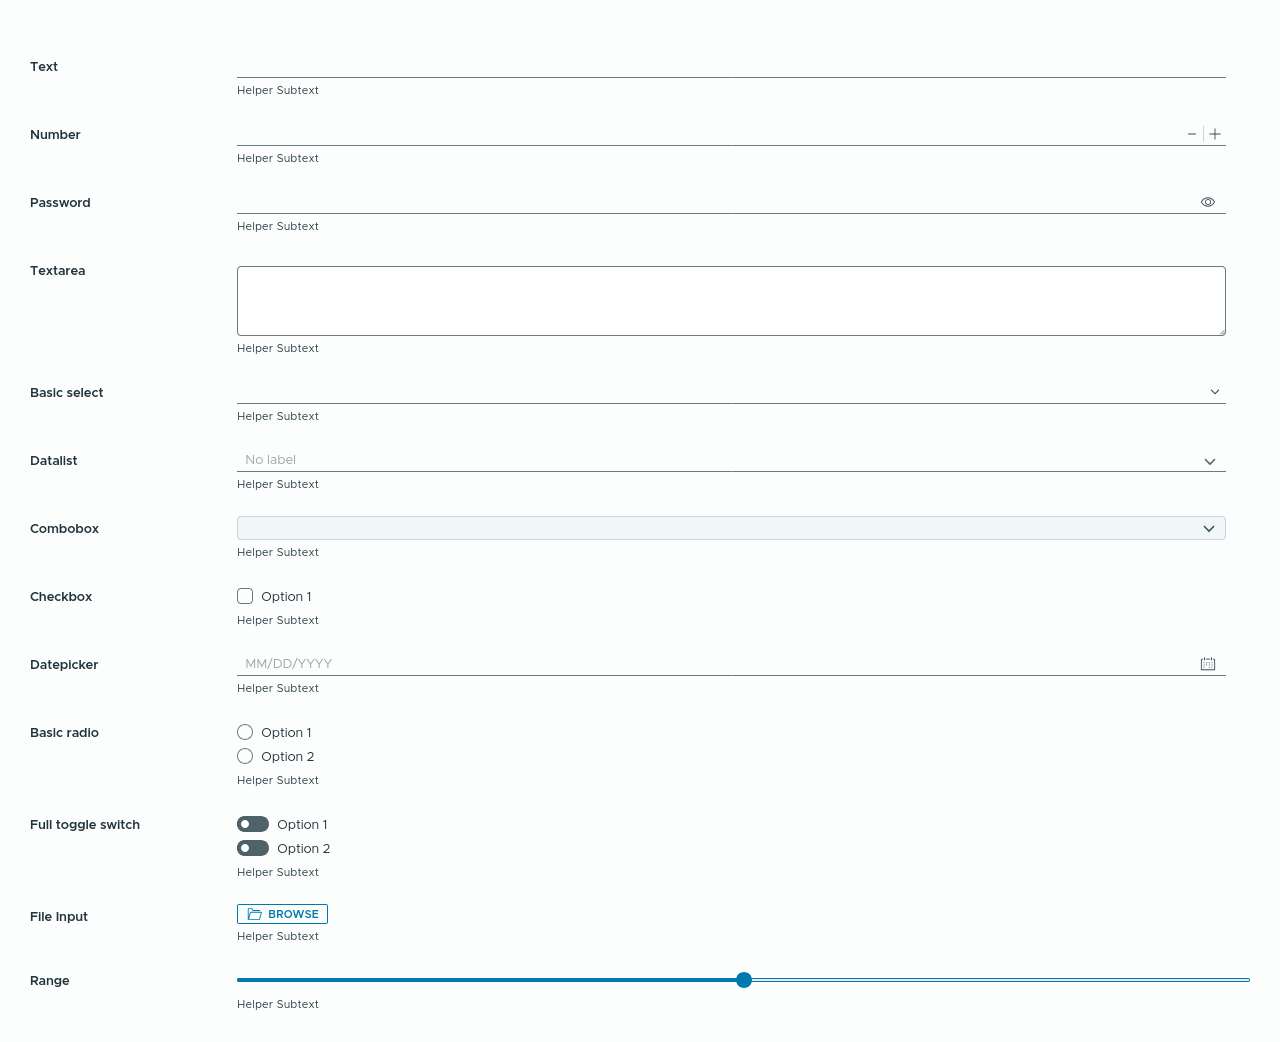 Text
Helper Subtext
Number
Helper Subtext
Password
Helper Subtext
Textarea
Helper Subtext
Basic select
Helper Subtext
Datalist
No label
Helper Subtext
Combobox
Helper Subtext
Checkbox
Option 1
Helper Subtext
Datepicker
MM/DD/YYYY
Helper Subtext
Basic radio
Option 1
Option 2
Helper Subtext
Full toggle switch
Option 1
Option 2
Helper Subtext
File Input
BROWSE
Helper Subtext
Range
Helper Subtext